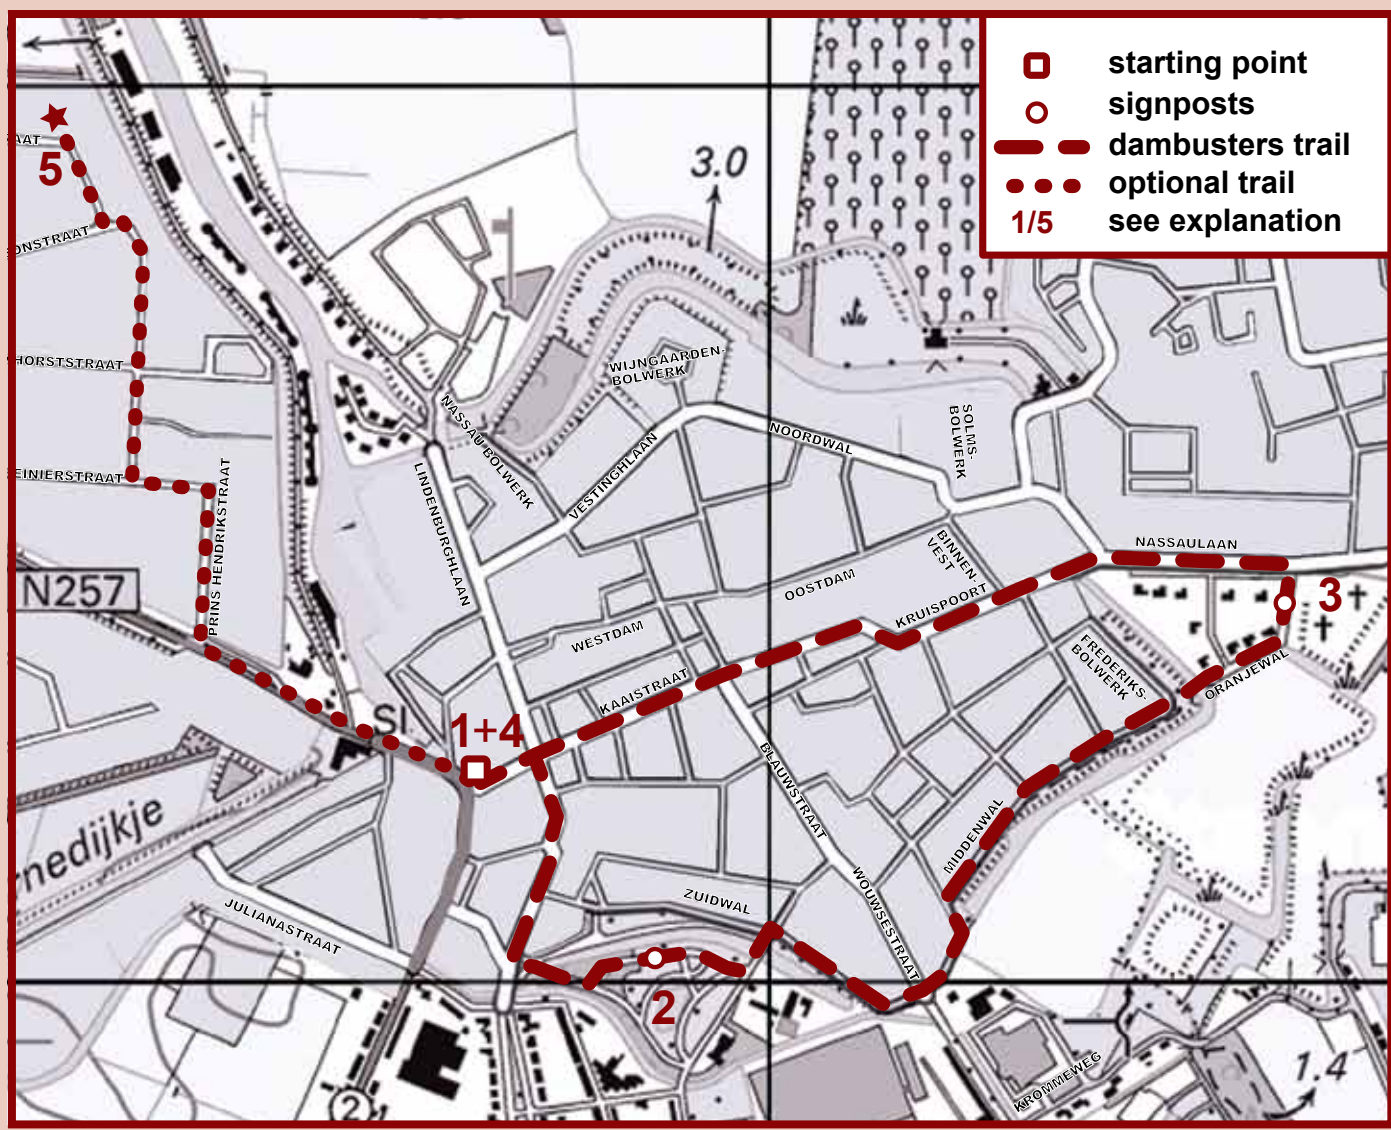 starting point
signposts
dambusters trail
optional trail
1/5
see explanation
3.0
AAT
5
ONSTRAAT
HORSTSTRAAT
EINIERSTRAAT
PRINS HENDRIKSTRAAT
N257
WIJNGAARDEN-
BOLWERK
NASSAU BOLWERK
LINDENBURGHLAAN
VESTINGHLAAN
NOORDWAL
SOLMS-
BOLWERK
BINNEN-
VEST
OOSTDAM
KRUISPOORT
NASSAULAAN
3
WESTDAM
KAAISTRAAT
FREDERIKS-
BOLWERK
ORANJEWAL
1+4
BLAUWSTRAAT
MIDDENWAL
nedijkje
JULIANASTRAAT
ZUIDWAL
WOUWSESTRAAT
2
2
KROMMEWEG
1.4